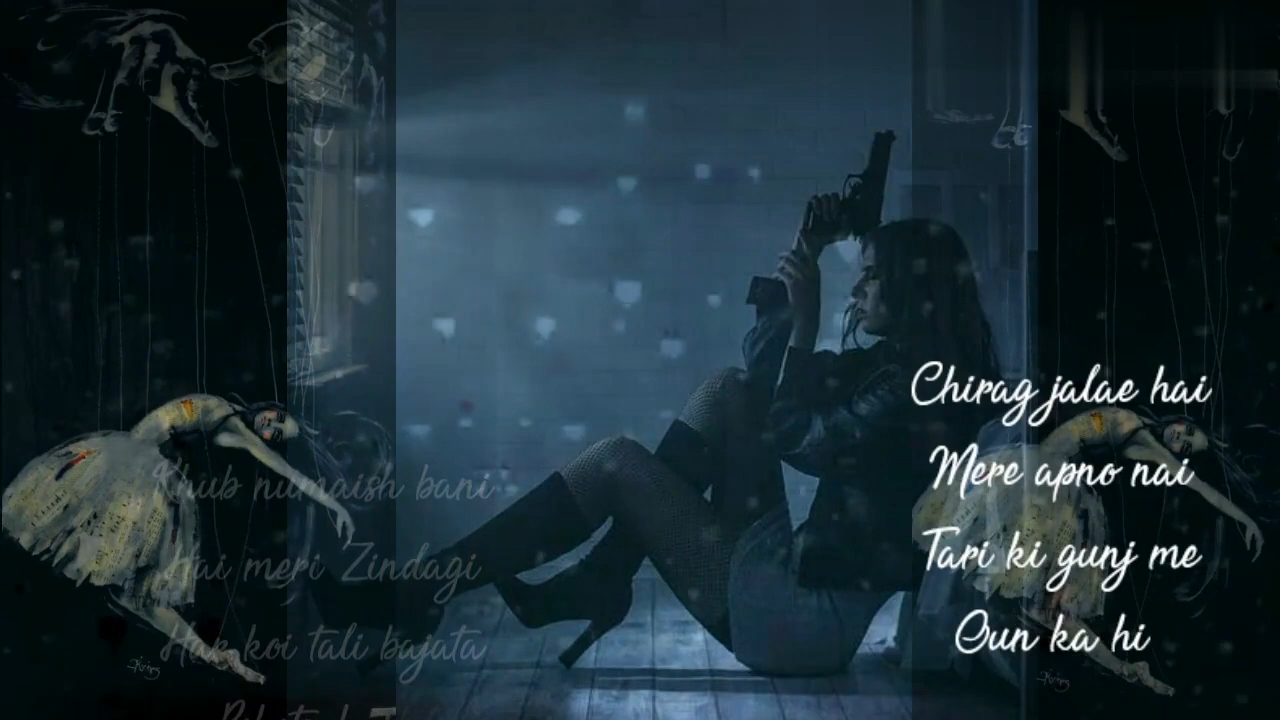 Khub numaish bani
Hai meri Zindagi
Hak koi tali bajata
Chirag jalae hai
Mere apno nai
Tari ki gunj me
Oun ka hi